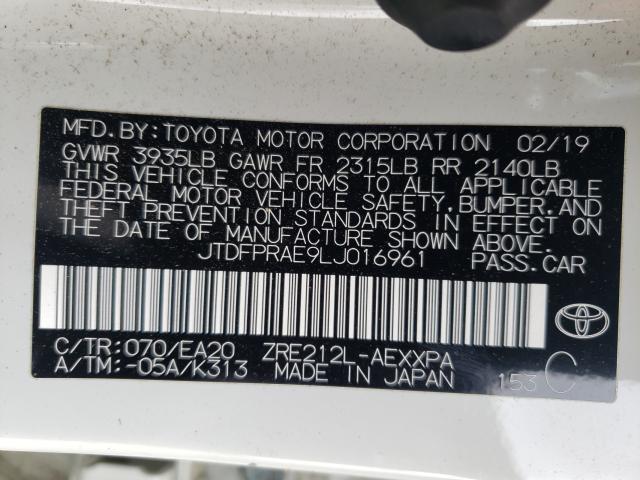 MFD.BY:TOYOTA MOTOR CORPORATION 02/19
GVWR 3935LB GAWR FR 2315LB RR 2140LB
THIS VEHICLE CONFORMS TO ALL APPLICABLE
FEDERAL MOTOR VEHICLE SAFETY,BUMPER,AND
THEFT PREVENTION STANDARDS IN EFFECT ON
THE DATE OF MANUFACTURE SHOWN ABOVE.
JTDFPRAE9LJ016961 PASS.CAR
C/TR:070/EA20 ZRE212L-AEXXPA
A/TM:-05A/K313 MADE IN JAPAN 153 C